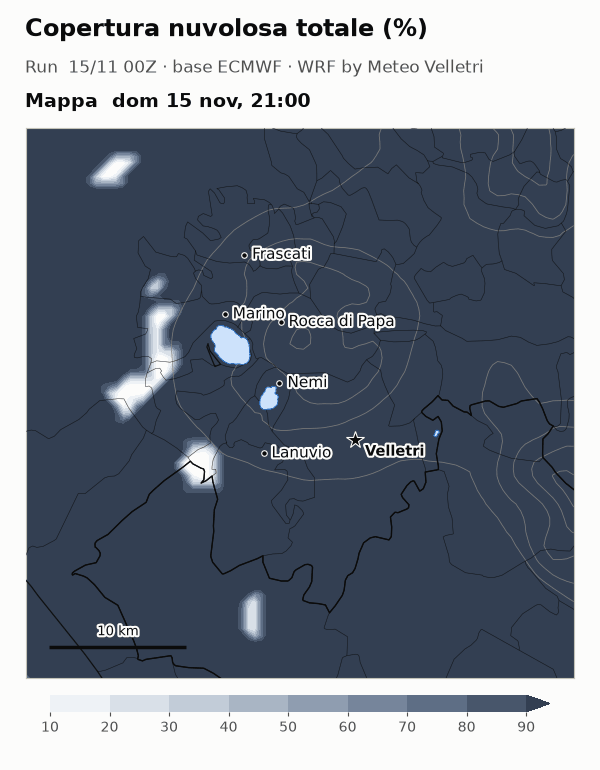 Copertura nuvolosa totale (%)
Run  15/11 00Z · base ECMWF · WRF by Meteo Velletri
Mappa  dom 15 nov, 21:00
Frascati
Marino
Rocca di Papa
Nemi
Velletri
Lanuvio
10 km
10 20 30 40 50 60 70 80 90